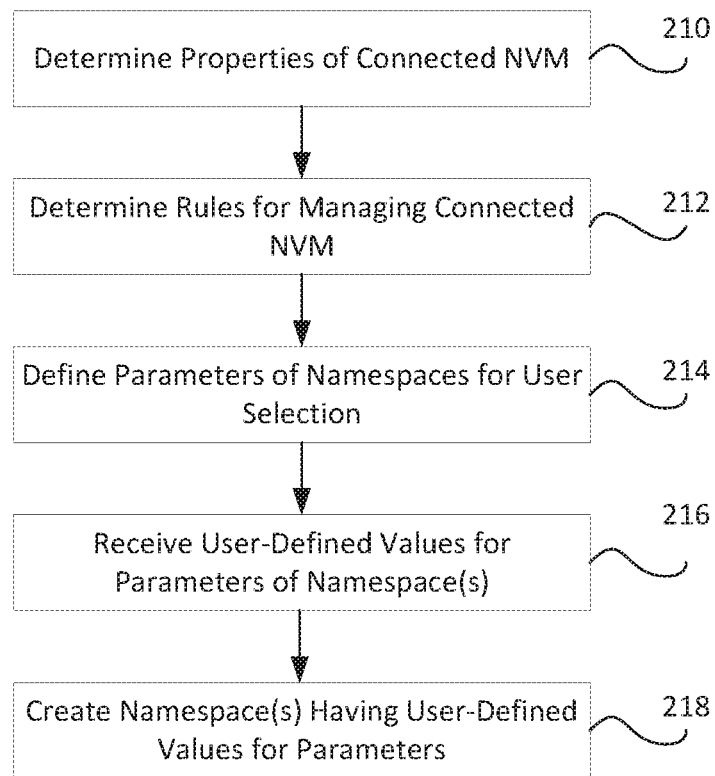 210
Determine Properties of Connected NVM
212
Determine Rules for Managing Connected
NVM
214
Define Parameters of Namespaces for User
Selection
216
Receive User-Defined Values for
Parameters of Namespace(s)
218
Create Namespace(s) Having User-Defined
Values for Parameters